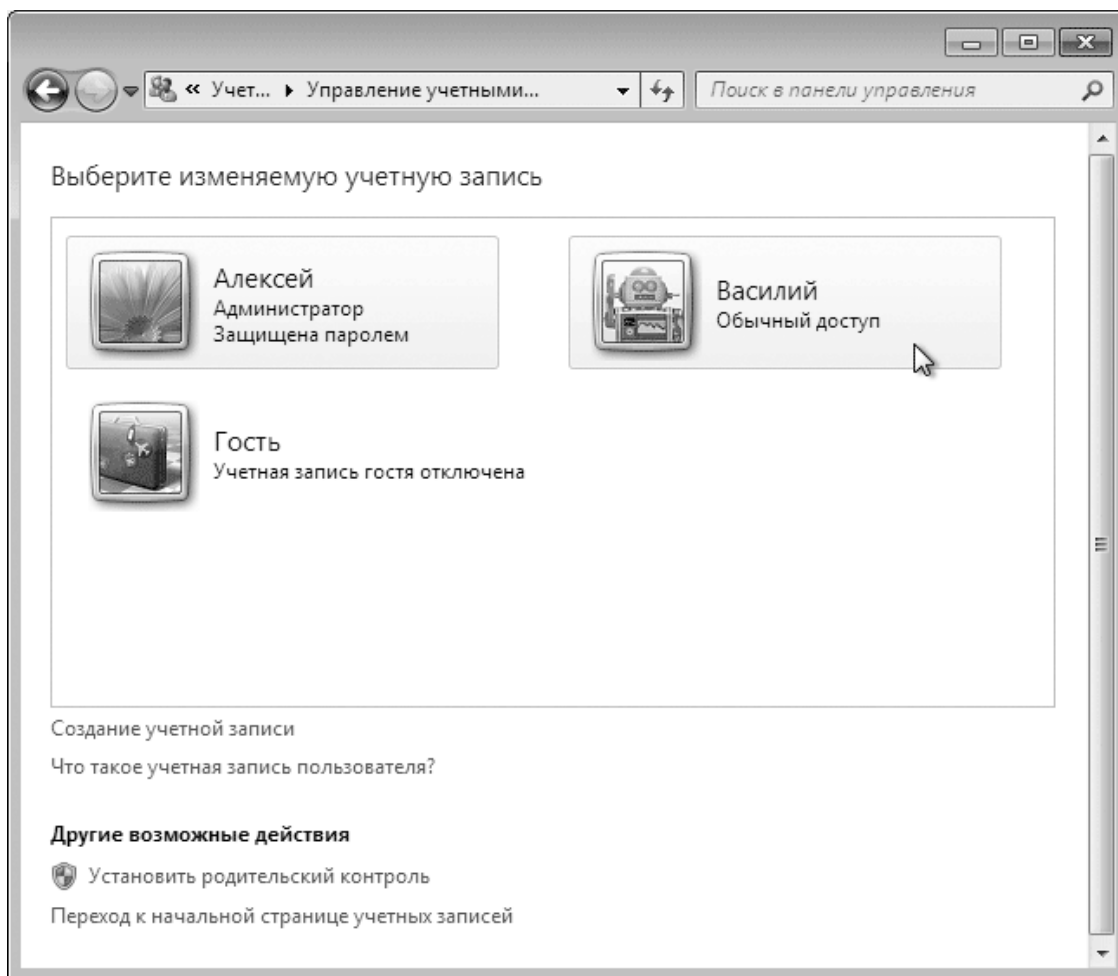 « Учет... Управление учетными...
Поиск в панели управления
Выберите изменяемую учетную запись
Алексей
Администратор
Защищена паролем
Василий
Обычный доступ
Гость
Учетная запись гостя отключена
Создание учетной записи
Что такое учетная запись пользователя?
Другие возможные действия
Установить родительский контроль
Переход к начальной странице учетных записей